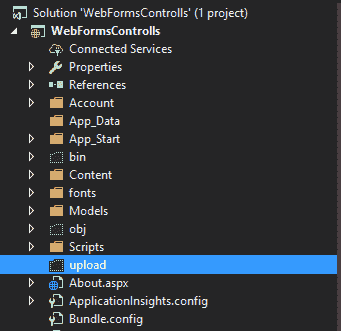 Solution 'WebFormsControlls' (1 project)
WebFormsControlls
Connected Services
Properties
References
Account
App_Data
App_Start
bin
Content
fonts
Models
obj
Scripts
upload
About.aspx
ApplicationInsights.config
Bundle.config